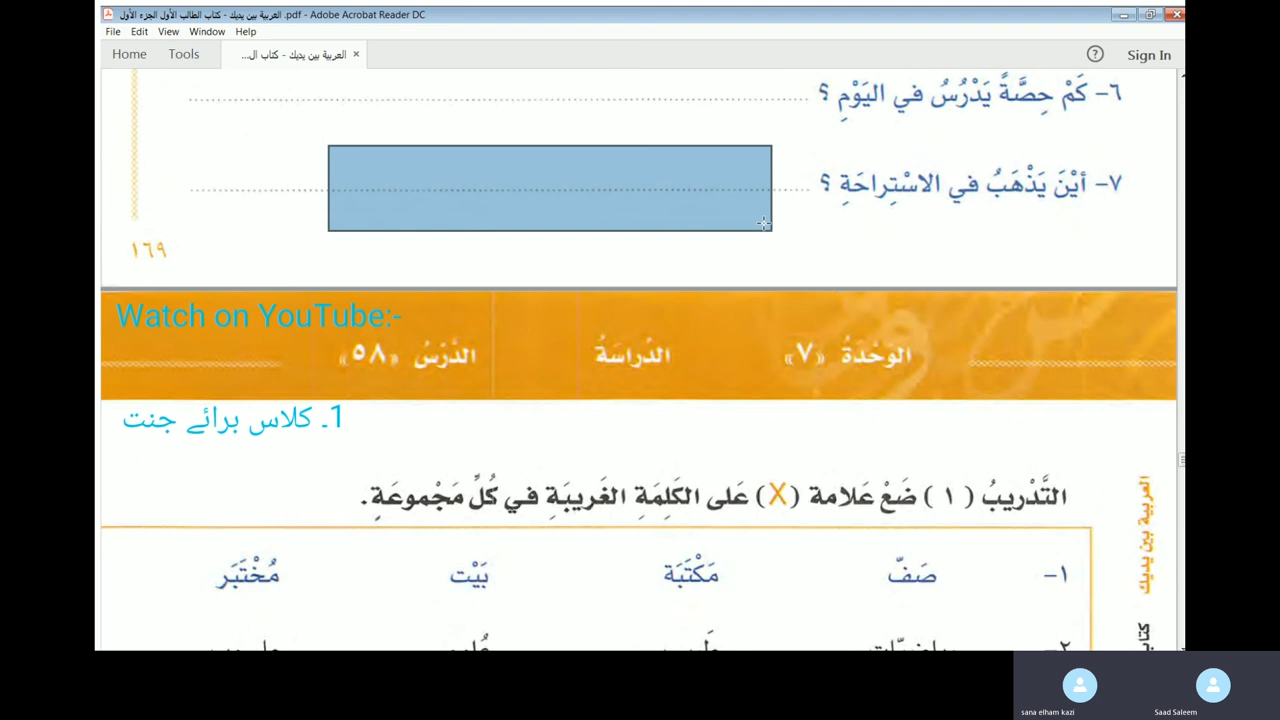 العربية بين يديك - كتاب الطالب الأول الجزء الأول .pdf - Adobe Acrobat Reader DC
File Edit View Window Help
Home Tools العربية بين يديك - كتاب ال... × ? Sign In
٦- كَمْ حِصَّةً يَدْرُسُ في اليَوْمِ ؟
٧- أيْنَ يَذْهَبُ في الاسْتِراحَةِ ؟
١٦٩
Watch on YouTube:-
الوَحْدَةُ «٧» الدِّراسَةُ الدَّرْسُ «٥٨»
1۔ کلاس برائے جنت
التَّدْريبُ ( ١ ) ضَعْ عَلامة (X) عَلى الكَلِمَةِ الغَريبَةِ في كُلِّ مَجْموعَةٍ.
١- صَفّ مَكْتَبَة بَيْت مُخْتَبَر
٢-
العربية بين يديك
كتاب
sana elham kazi
Saad Saleem